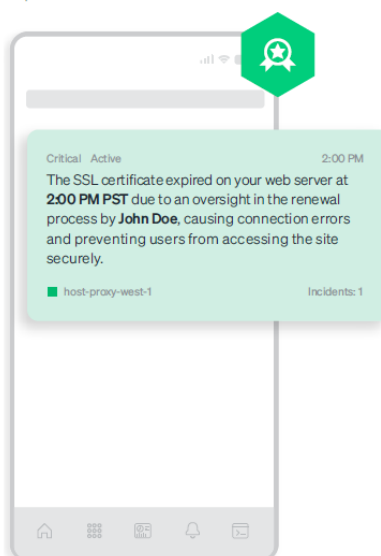 Critical Active 2:00 PM
The SSL certificate expired on your web server at
2:00 PM PST due to an oversight in the renewal
process by John Doe, causing connection errors
and preventing users from accessing the site
securely.
host-proxy-west-1 Incidents: 1